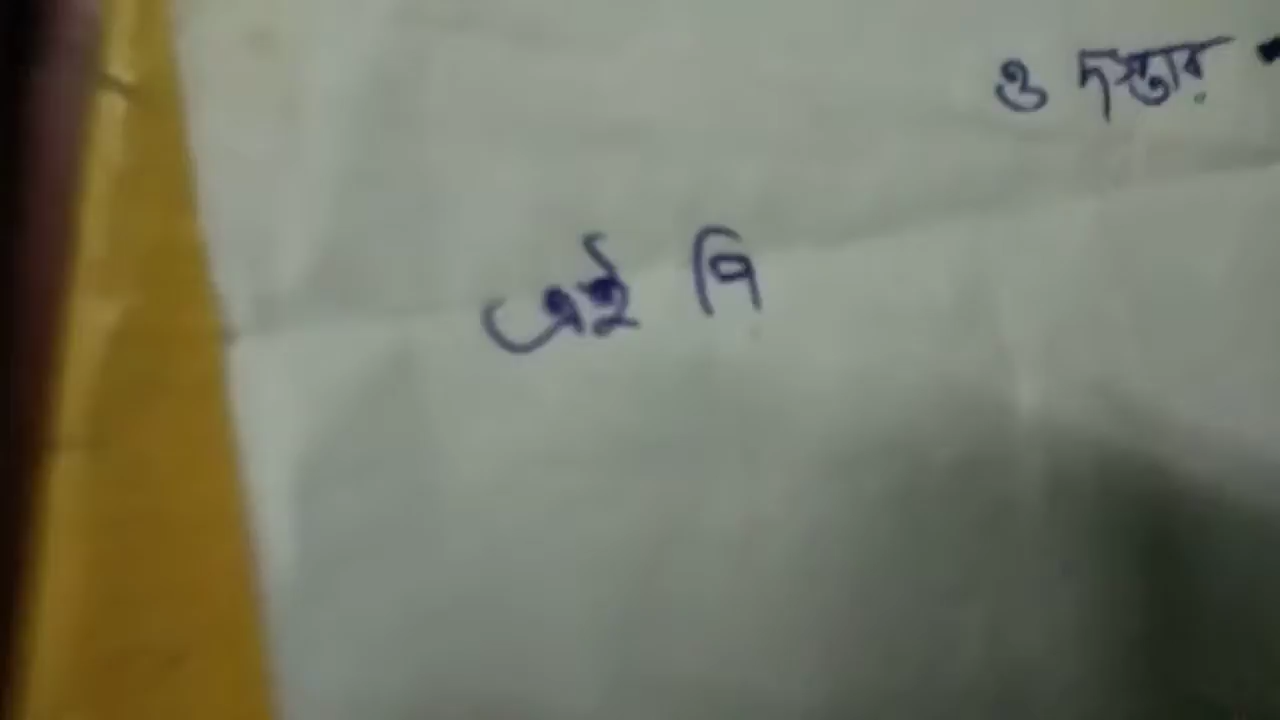 ও দস্তার
এই পি